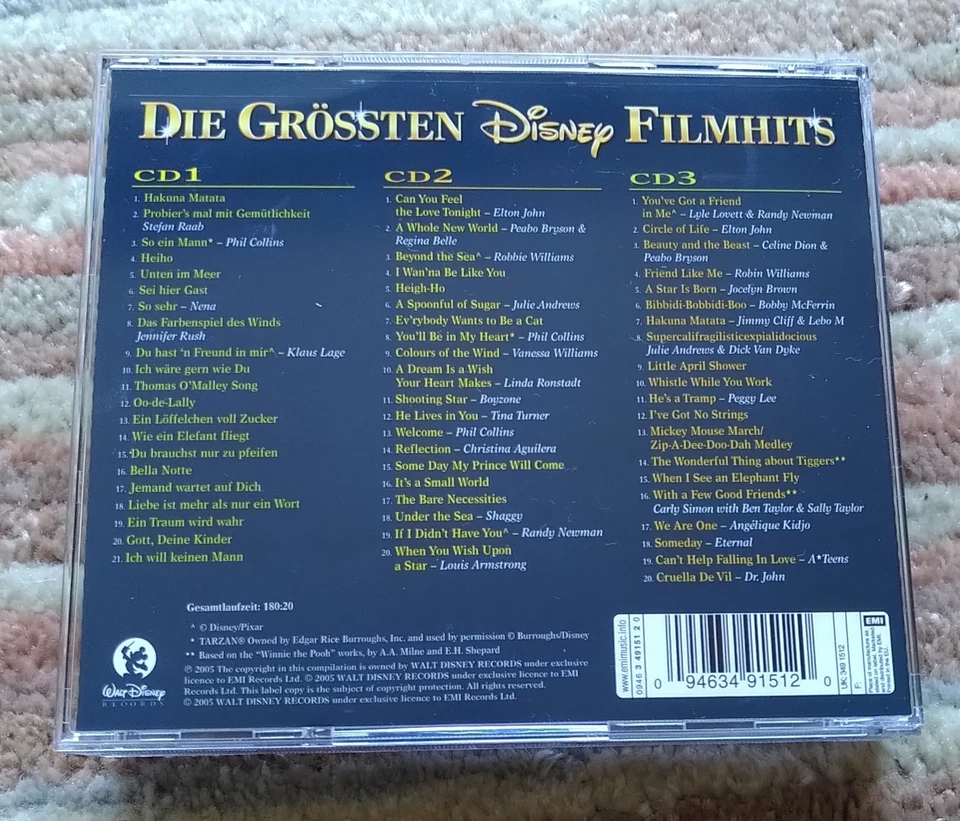 DIE GRÖSSTEN Disney FILMHITS
CD1
1. Hakuna Matata
2. Probier's mal mit Gemütlichkeit
Stefan Raab
3. So ein Mann* – Phil Collins
4. Heiho
5. Unten im Meer
6. Sei hier Gast
7. So sehr – Nena
8. Das Farbenspiel des Winds
Jennifer Rush
9. Du hast 'n Freund in mir^ – Klaus Lage
10. Ich wäre gern wie Du
11. Thomas O'Malley Song
12. Oo-de-Lally
13. Ein Löffelchen voll Zucker
14. Wie ein Elefant fliegt
15. Du brauchst nur zu pfeifen
16. Bella Notte
17. Jemand wartet auf Dich
18. Liebe ist mehr als nur ein Wort
19. Ein Traum wird wahr
20. Gott, Deine Kinder
21. Ich will keinen Mann
CD2
1. Can You Feel
the Love Tonight – Elton John
2. A Whole New World – Peabo Bryson &
Regina Belle
3. Beyond the Sea^ – Robbie Williams
4. I Wan'na Be Like You
5. Heigh-Ho
6. A Spoonful of Sugar – Julie Andrews
7. Ev'rybody Wants to Be a Cat
8. You'll Be in My Heart* – Phil Collins
9. Colours of the Wind – Vanessa Williams
10. A Dream Is a Wish
Your Heart Makes – Linda Ronstadt
11. Shooting Star – Boyzone
12. He Lives in You – Tina Turner
13. Welcome – Phil Collins
14. Reflection – Christina Aguilera
15. Some Day My Prince Will Come
16. It's a Small World
17. The Bare Necessities
18. Under the Sea – Shaggy
19. If I Didn't Have You^ – Randy Newman
20. When You Wish Upon
a Star – Louis Armstrong
CD3
1. You've Got a Friend
in Me^ – Lyle Lovett & Randy Newman
2. Circle of Life – Elton John
3. Beauty and the Beast – Celine Dion &
Peabo Bryson
4. Friend Like Me – Robin Williams
5. A Star Is Born – Jocelyn Brown
6. Bibbidi-Bobbidi-Boo – Bobby McFerrin
7. Hakuna Matata – Jimmy Cliff & Lebo M
8. Supercalifragilisticexpialidocious
Julie Andrews & Dick Van Dyke
9. Little April Shower
10. Whistle While You Work
11. He's a Tramp – Peggy Lee
12. I've Got No Strings
13. Mickey Mouse March/
Zip-A-Dee-Doo-Dah Medley
14. The Wonderful Thing about Tiggers**
15. When I See an Elephant Fly
16. With a Few Good Friends**
Carly Simon with Ben Taylor & Sally Taylor
17. We Are One – Angélique Kidjo
18. Someday – Eternal
19. Can't Help Falling In Love – A*Teens
20. Cruella De Vil – Dr. John
Gesamtlaufzeit: 180:20
^ © Disney/Pixar
* TARZAN® Owned by Edgar Rice Burroughs, Inc. and used by permission © Burroughs/Disney
** Based on the "Winnie the Pooh" works, by A.A. Milne and E.H. Shepard
℗ 2005 The copyright in this compilation is owned by WALT DISNEY RECORDS under exclusive
licence to EMI Records Ltd. © 2005 WALT DISNEY RECORDS under exclusive licence to EMI
Records Ltd. This label copy is the subject of copyright protection. All rights reserved.
© 2005 WALT DISNEY RECORDS under exclusive licence to EMI Records Ltd.
WALT DISNEY
RECORDS
www.emimusic.info
0946 3 49151 2 0
0 94634 91512 0
UK: 349 1512
F:
EMI
Place of manufacture as
stated on label. Marketed
and distributed by EMI.
Printed in the EU.